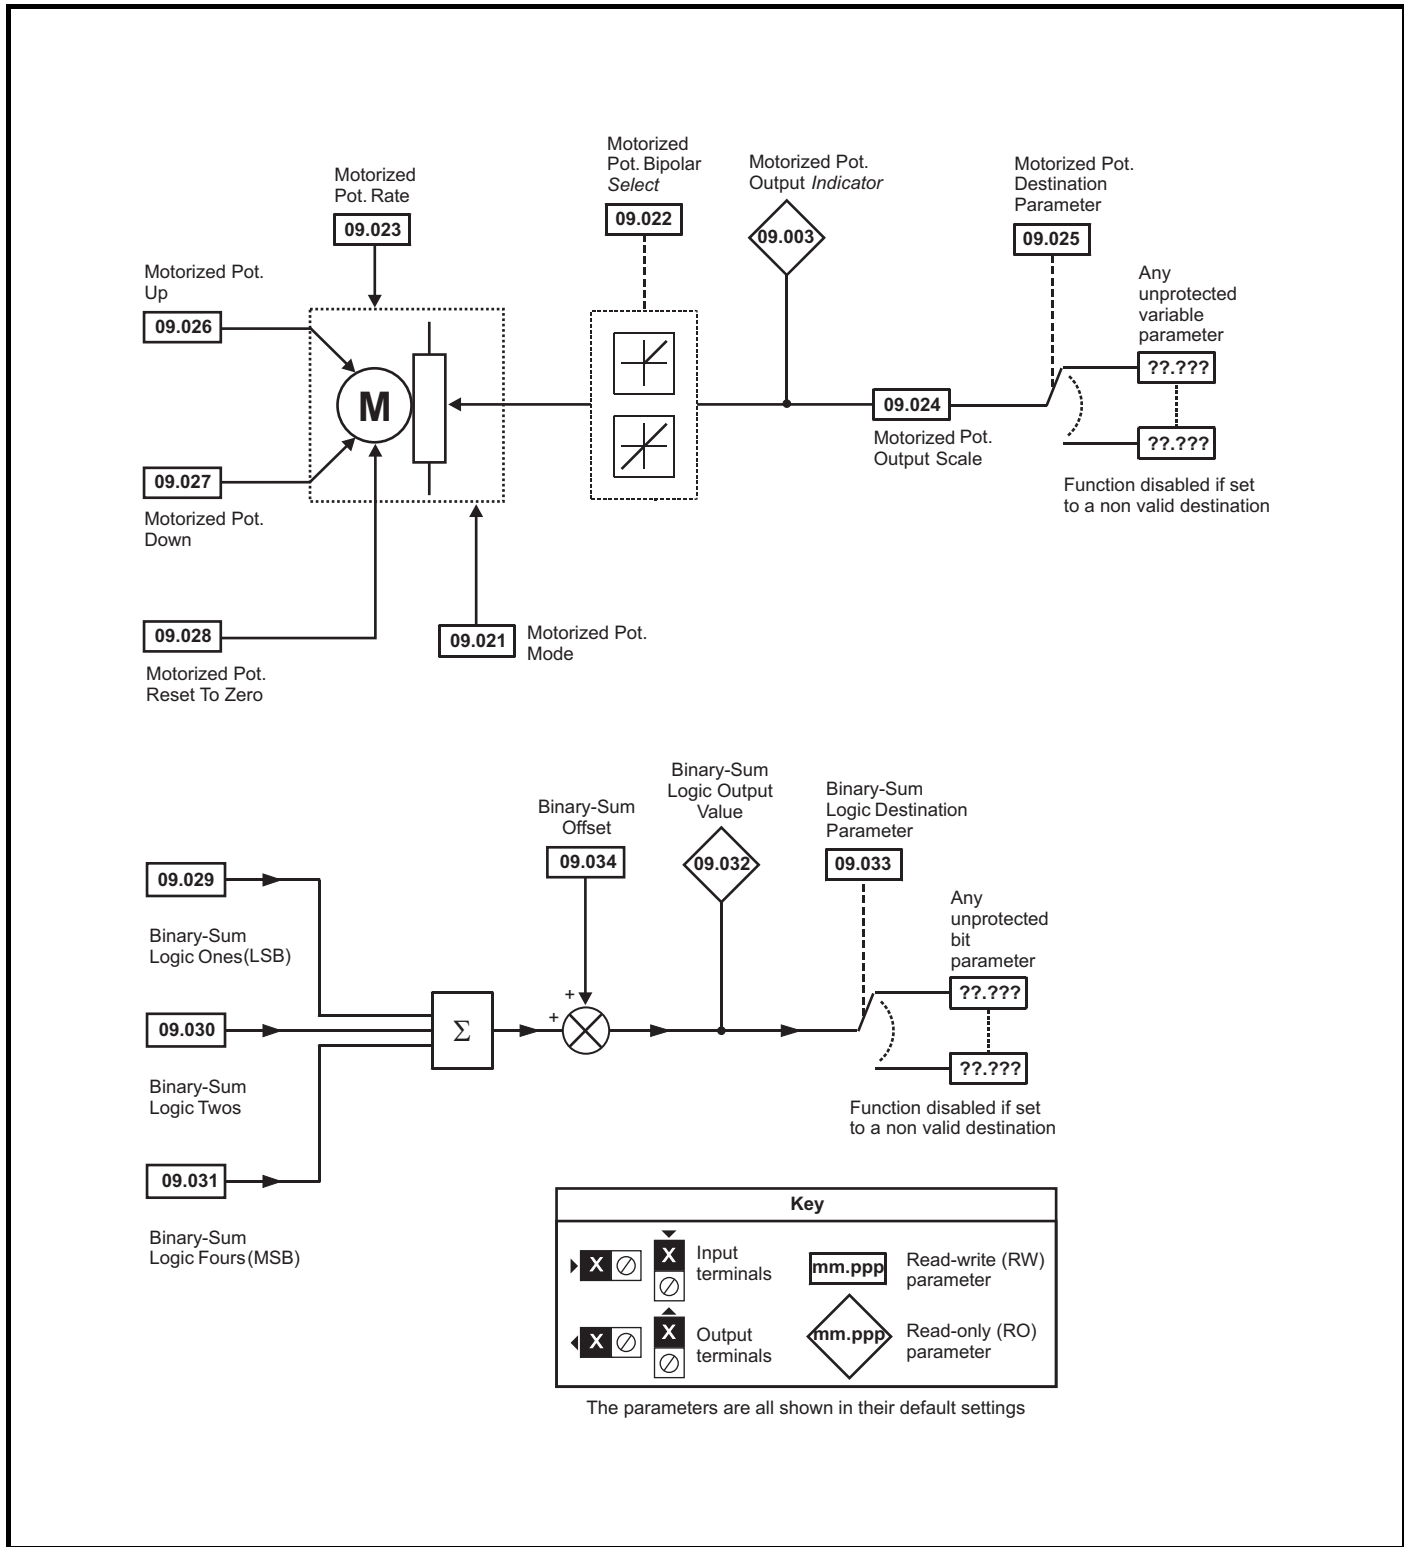 Motorized
Pot. Rate
09.023
Motorized
Pot. Bipolar
Select
09.022
Motorized Pot.
Output Indicator
09.003
Motorized Pot.
Destination
Parameter
09.025
Motorized Pot.
Up
09.026
M
09.027
Motorized Pot.
Down
09.028
Motorized Pot.
Reset To Zero
09.021
Motorized Pot.
Mode
09.024
Motorized Pot.
Output Scale
Any
unprotected
variable
parameter
??.???
??.???
Function disabled if set
to a non valid destination
Binary-Sum
Offset
09.034
Binary-Sum
Logic Output
Value
09.032
Binary-Sum
Logic Destination
Parameter
09.033
09.029
Binary-Sum
Logic Ones (LSB)
09.030
Binary-Sum
Logic Twos
09.031
Binary-Sum
Logic Fours (MSB)
Σ
+
+
Any
unprotected
bit
parameter
??.???
??.???
Function disabled if set
to a non valid destination
Key
X
X
Input
terminals
mm.ppp
Read-write (RW)
parameter
X
X
Output
terminals
mm.ppp
Read-only (RO)
parameter
The parameters are all shown in their default settings